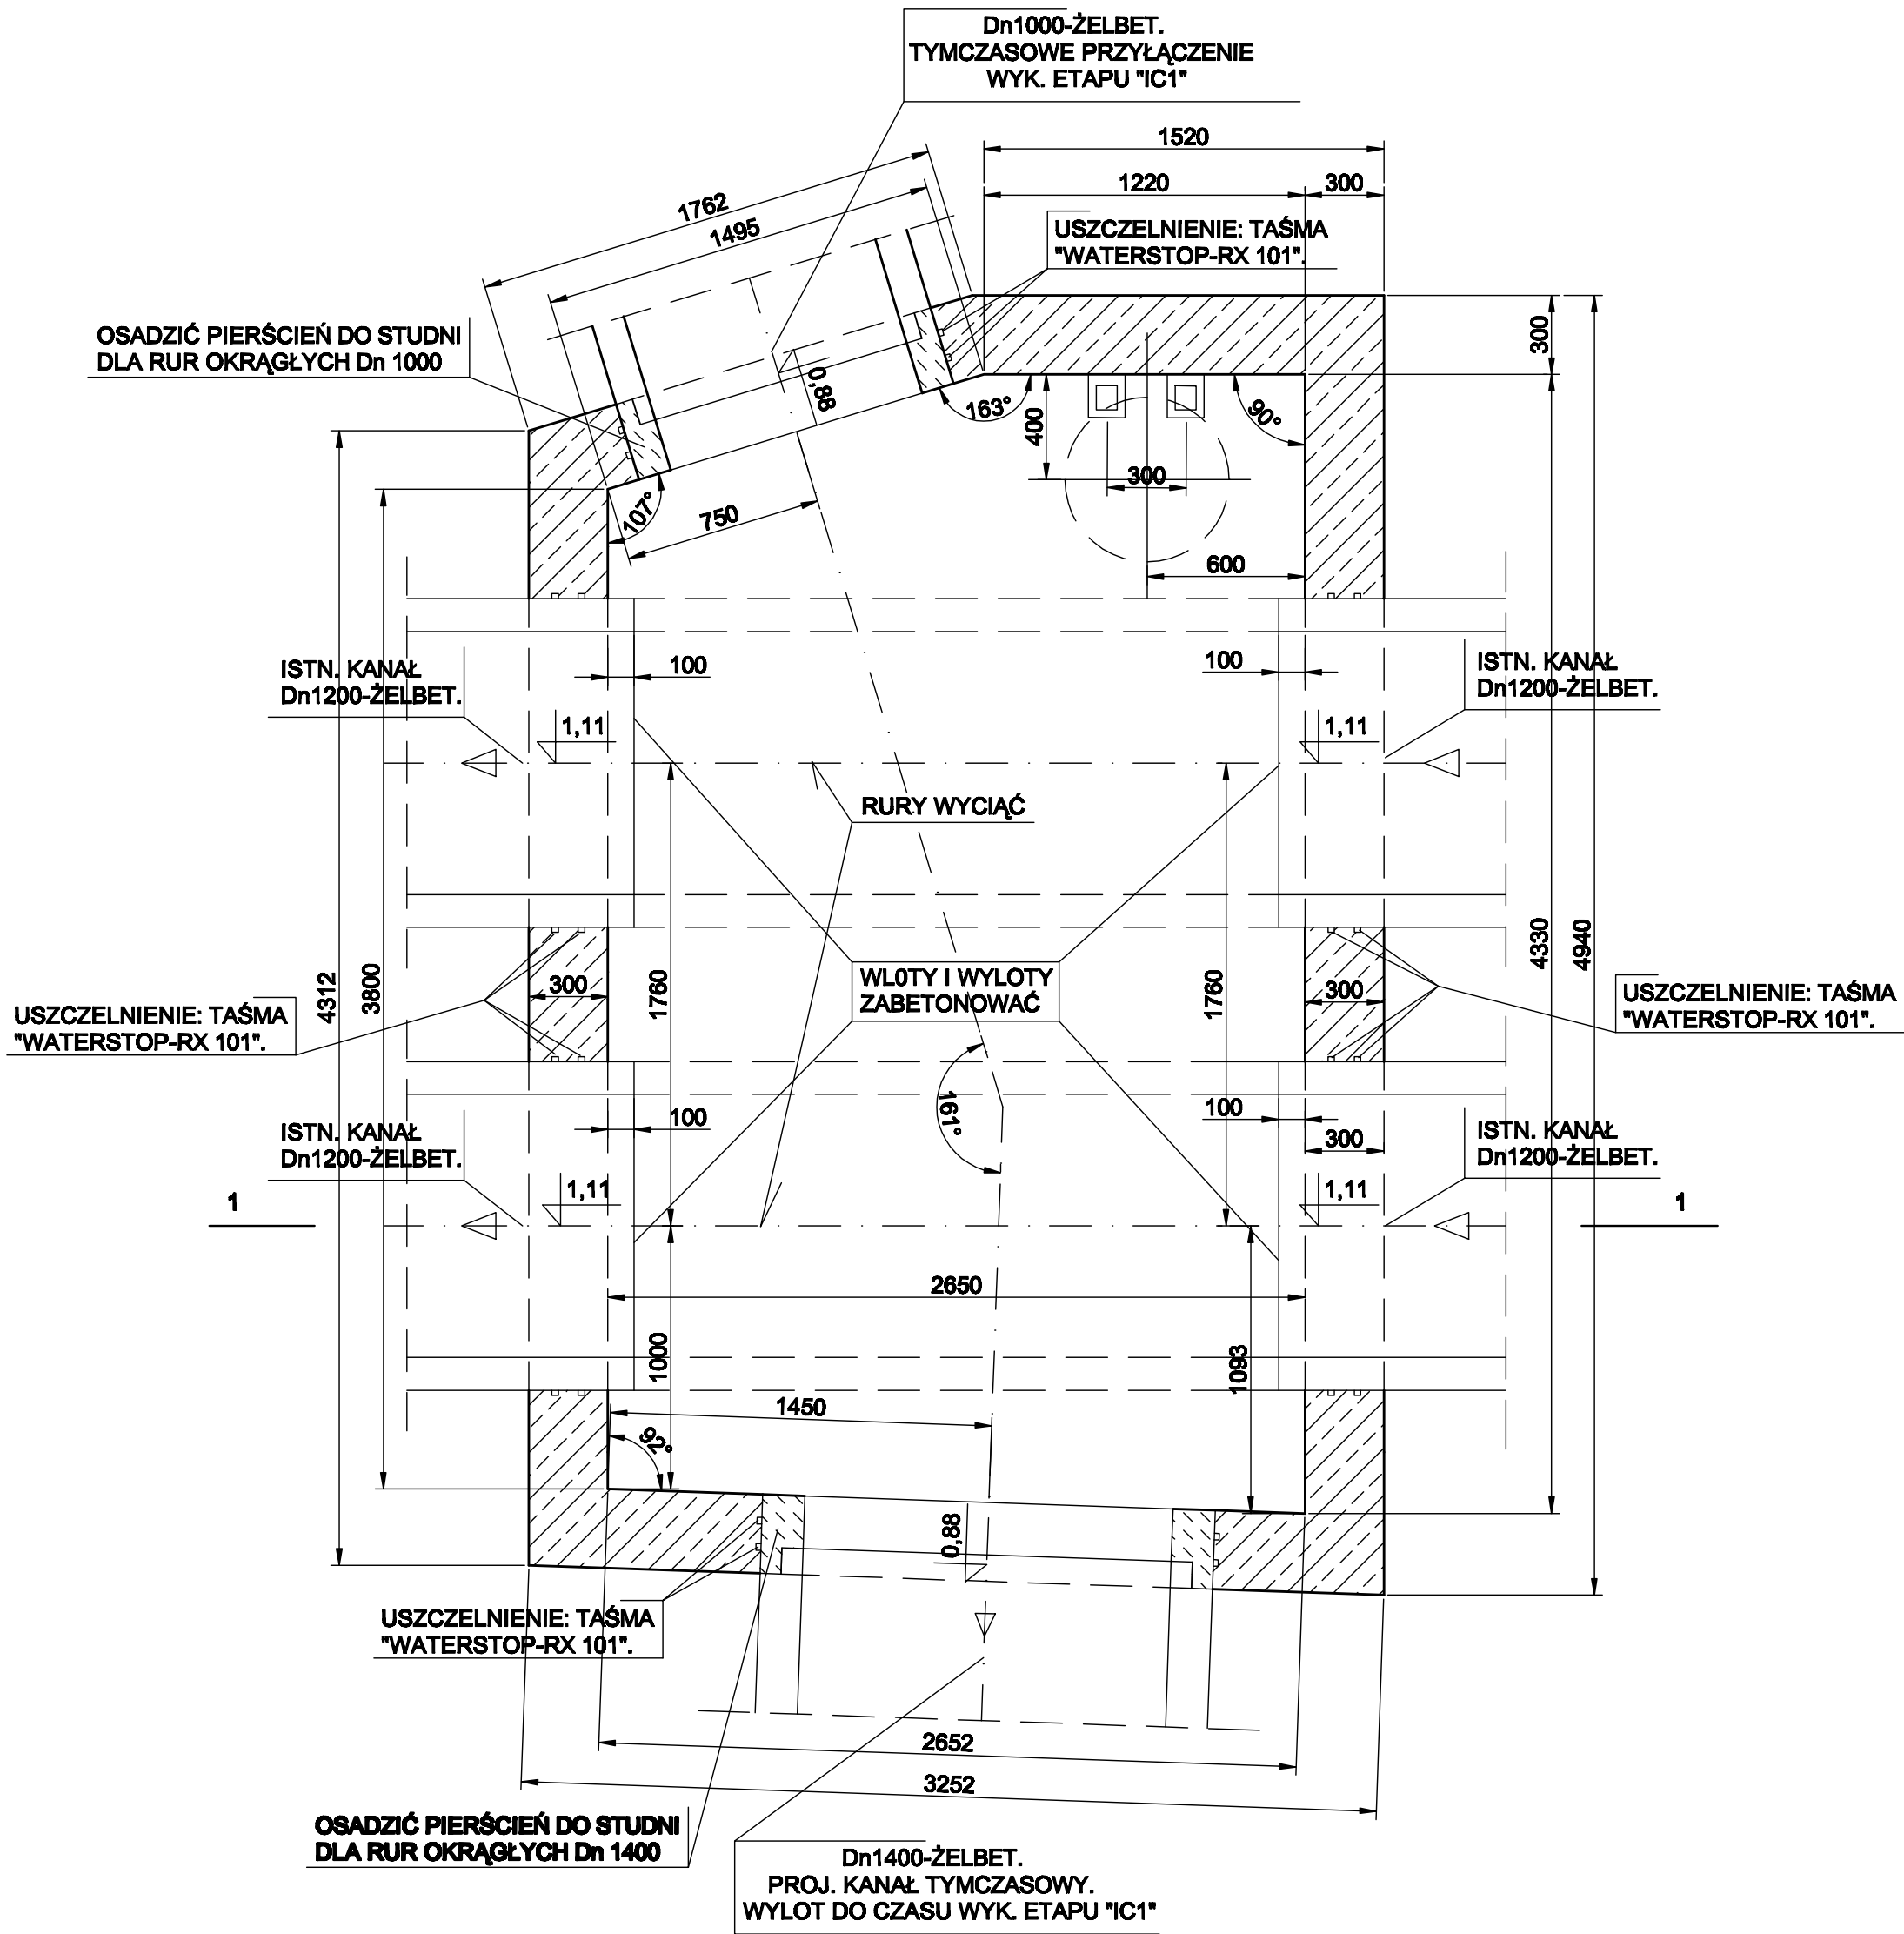 Dn1000-ŻELBET.
TYMCZASOWE PRZYŁĄCZENIE
WYK. ETAPU "IC1"
1520
1220
300
1762
1495
USZCZELNIENIE: TAŚMA
"WATERSTOP-RX 101".
OSADZIĆ PIERŚCIEŃ DO STUDNI
DLA RUR OKRĄGŁYCH Dn 1000
300
0,88
163°
400
90°
300
107°
750
600
ISTN. KANAŁ
Dn1200-ŻELBET.
100
100
ISTN. KANAŁ
Dn1200-ŻELBET.
1,11
1,11
RURY WYCIĄĆ
4312
3800
300
1760
WL0TY I WYLOTY
ZABETONOWAĆ
1760
300
4330
4940
USZCZELNIENIE: TAŚMA
"WATERSTOP-RX 101".
USZCZELNIENIE: TAŚMA
"WATERSTOP-RX 101".
161°
100
100
ISTN. KANAŁ
Dn1200-ŻELBET.
300
ISTN. KANAŁ
Dn1200-ŻELBET.
1,11
1,11
1
1
2650
1000
1093
1450
92°
0,88
USZCZELNIENIE: TAŚMA
"WATERSTOP-RX 101".
2652
3252
OSADZIĆ PIERŚCIEŃ DO STUDNI
DLA RUR OKRĄGŁYCH Dn 1400
Dn1400-ŻELBET.
PROJ. KANAŁ TYMCZASOWY.
WYLOT DO CZASU WYK. ETAPU "IC1"